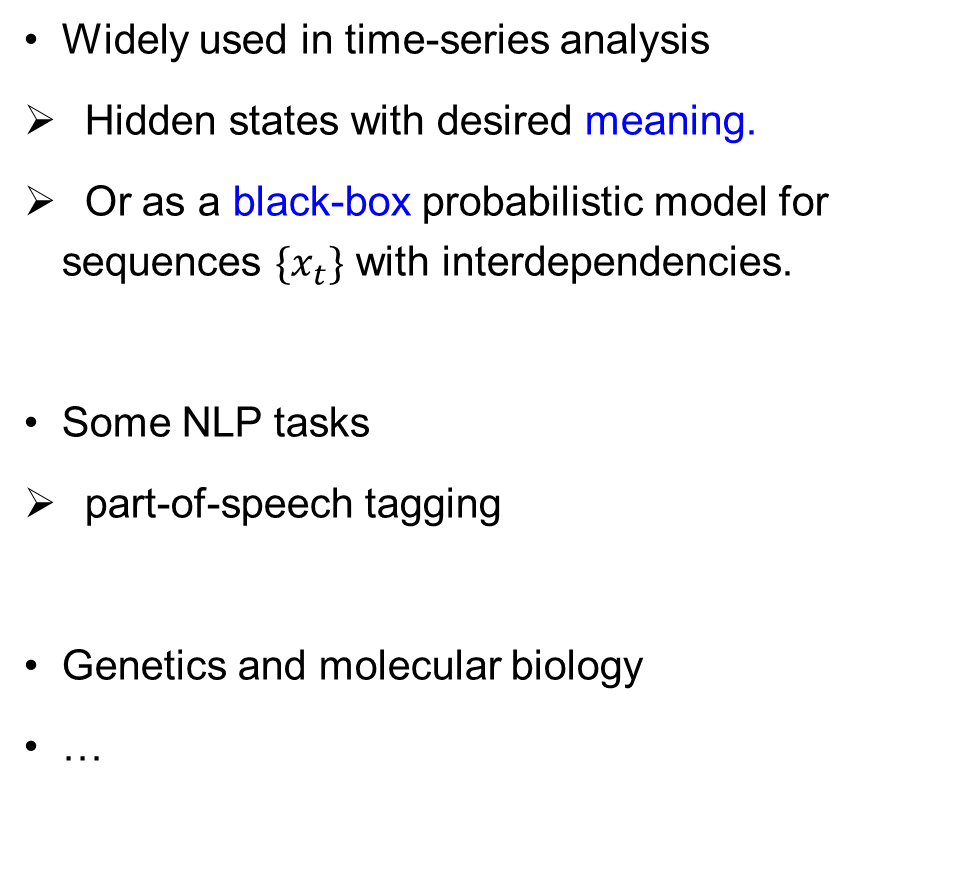 • Widely used in time-series analysis
➢ Hidden states with desired meaning.
➢ Or as a black-box probabilistic model for
sequences {𝑥ₜ} with interdependencies.
• Some NLP tasks
➢ part-of-speech tagging
• Genetics and molecular biology
• …